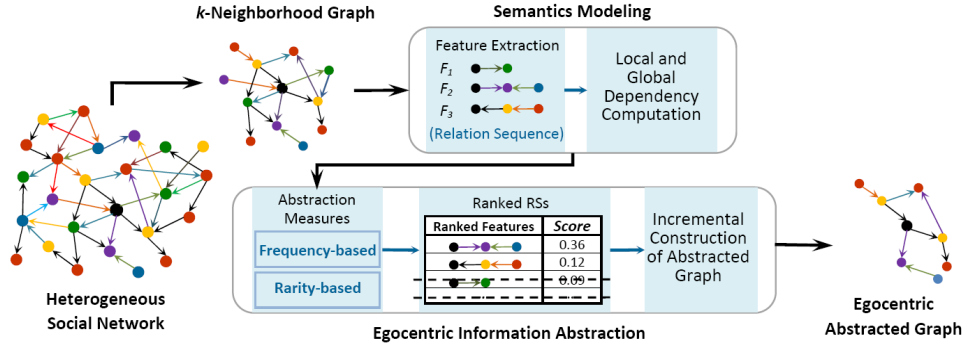 k-Neighborhood Graph
Semantics Modeling
Feature Extraction
F1
F2
F3
(Relation Sequence)
Local and
Global
Dependency
Computation
Heterogeneous
Social Network
Abstraction
Measures
Frequency-based
Rarity-based
Ranked RSs
Ranked Features Score
0.36
0.12
0.09
Incremental
Construction
of Abstracted
Graph
Egocentric Information Abstraction
Egocentric
Abstracted Graph